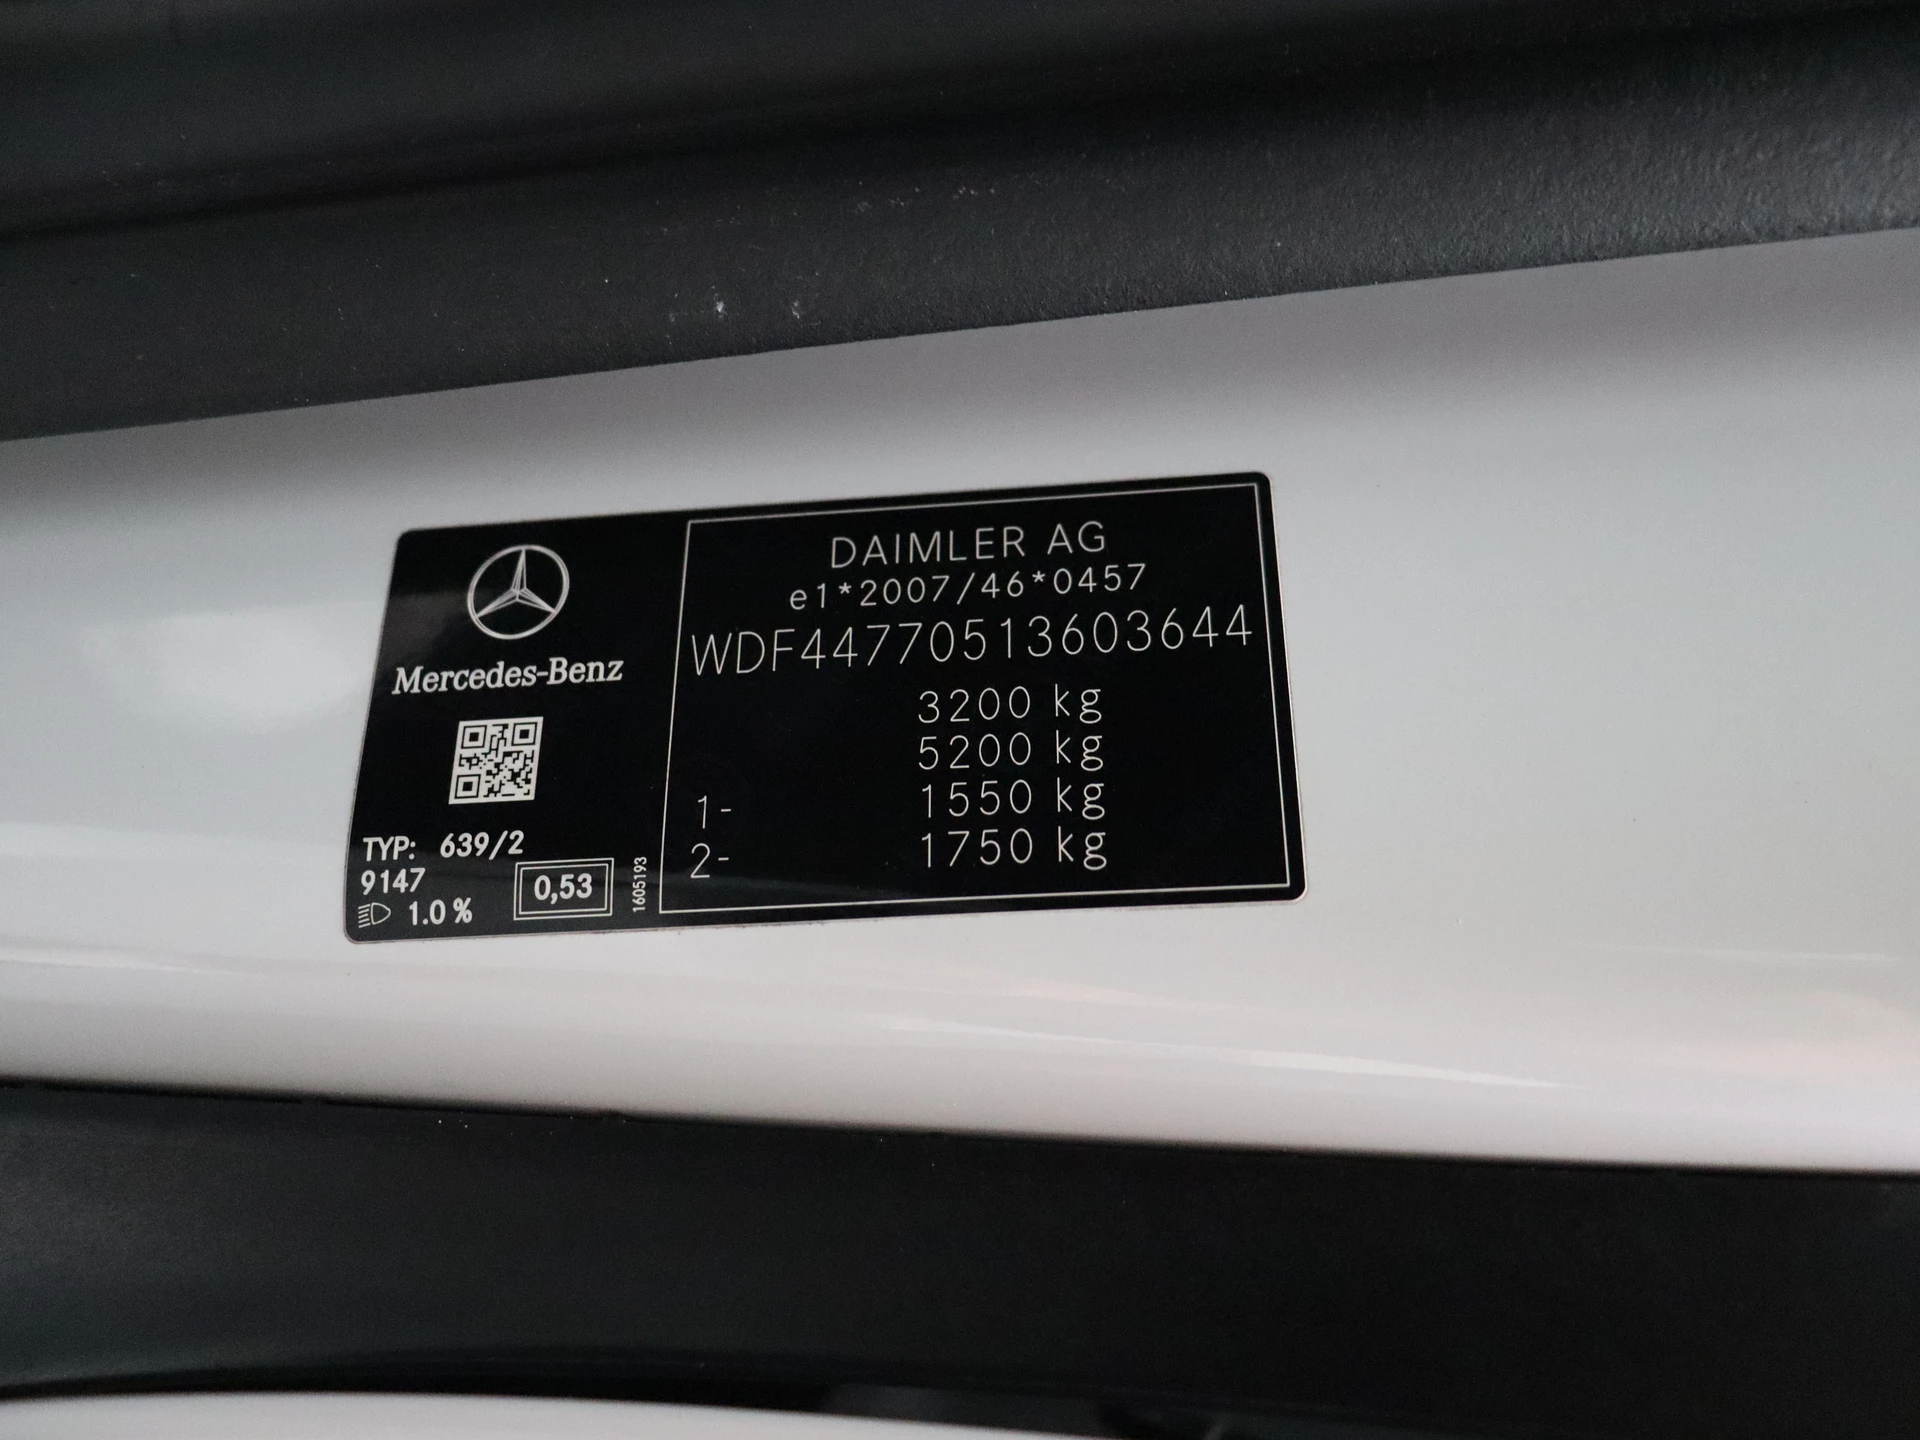 Mercedes-Benz
TYP: 639/2
9147
1.0 %
0,53
1605193
DAIMLER AG
e1*2007/46*0457
WDF44770513603644
3200 kg
5200 kg
1- 1550 kg
2- 1750 kg